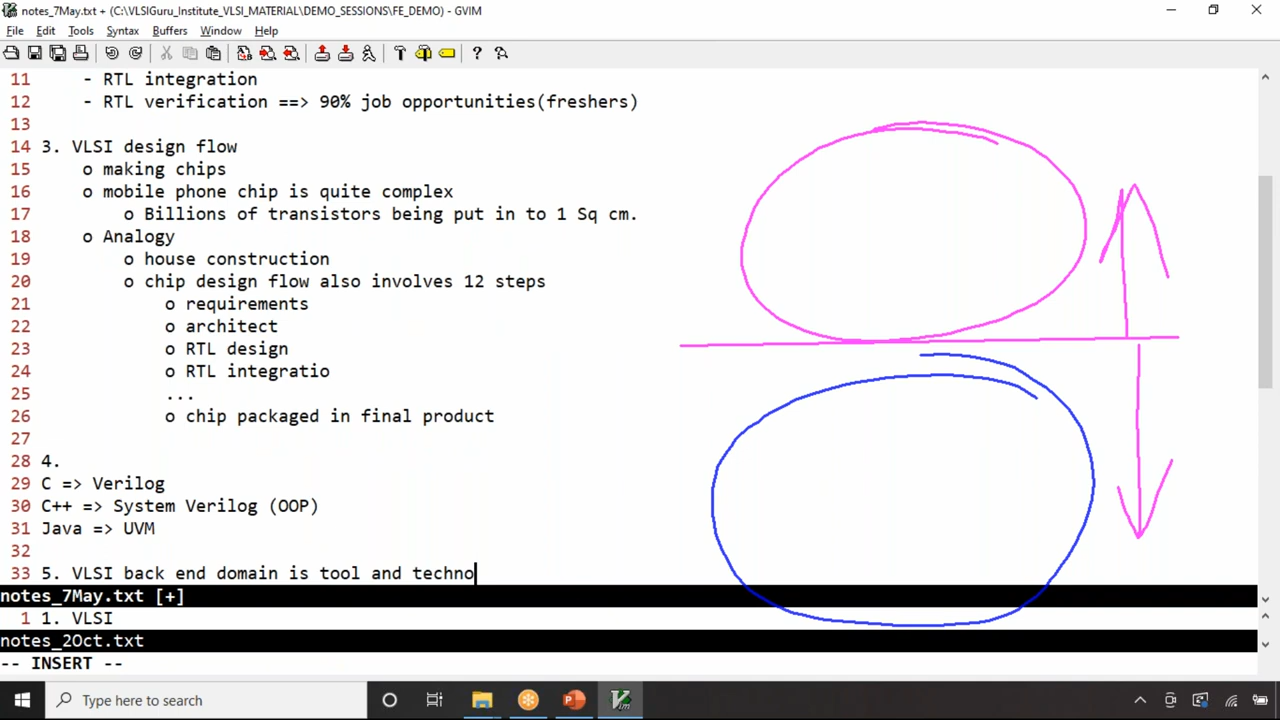 notes_7May.txt + (C:\VLSIGuru_Institute_VLSI_MATERIAL\DEMO_SESSIONS\FE_DEMO) - GVIM
File Edit Tools Syntax Buffers Window Help
11 - RTL integration
12 - RTL verification ==> 90% job opportunities(freshers)
13
14 3. VLSI design flow
15 o making chips
16 o mobile phone chip is quite complex
17 o Billions of transistors being put in to 1 Sq cm.
18 o Analogy
19 o house construction
20 o chip design flow also involves 12 steps
21 o requirements
22 o architect
23 o RTL design
24 o RTL integratio
25 ...
26 o chip packaged in final product
27
28 4.
29 C => Verilog
30 C++ => System Verilog (OOP)
31 Java => UVM
32
33 5. VLSI back end domain is tool and techno
notes_7May.txt [+]
1 1. VLSI
notes_2Oct.txt
-- INSERT --
Type here to search